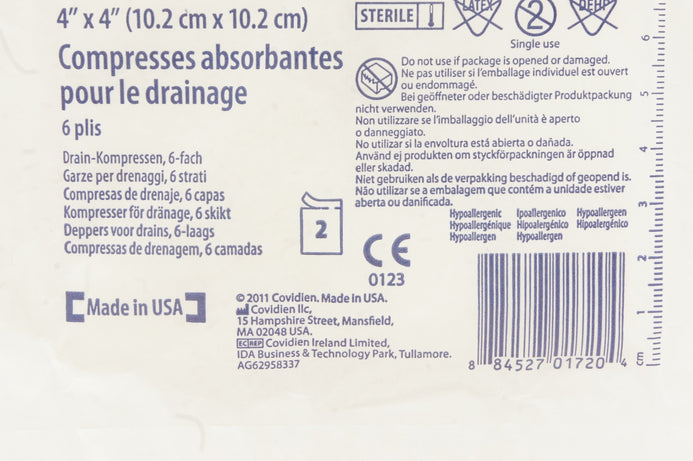 4” x 4” (10.2 cm x 10.2 cm)
Compresses absorbantes
pour le drainage
6 plis
Drain-Kompressen, 6-fach
Garze per drenaggi, 6 strati
Compresas de drenaje, 6 capas
Kompresser för dränage, 6 skikt
Deppers voor drains, 6-laags
Compressas de drenagem, 6 camadas
Made in USA
2
STERILE
LATEX
2
DEHP
Single use
Do not use if package is opened or damaged.
Ne pas utiliser si l’emballage individuel est ouvert
ou endommagé.
Bei geöffneter oder beschädigter Produktpackung
nicht verwenden.
Non utilizzare se l’imballaggio dell’unità è aperto
o danneggiato.
No utilizar si la envoltura está abierta o dañada.
Använd ej produkten om styckförpackningen är öppnad
eller skadad.
Niet gebruiken als de verpakking beschadigd of geopend is.
Não utilizar se a embalagem que contém a unidade estiver
aberta ou danificada.
Hypoallergenic Ipoallergenico Hypoallergeen
Hypoallergénique Hipoalergénico Hipoalergénico
Hypoallergen Hypoallergen
CE
0123
© 2011 Covidien. Made in USA.
Covidien llc,
15 Hampshire Street, Mansfield,
MA 02048 USA.
EC REP Covidien Ireland Limited,
IDA Business & Technology Park, Tullamore.
AG62958337
8 84527 01720 4
6
5
4
3
2
1
cm